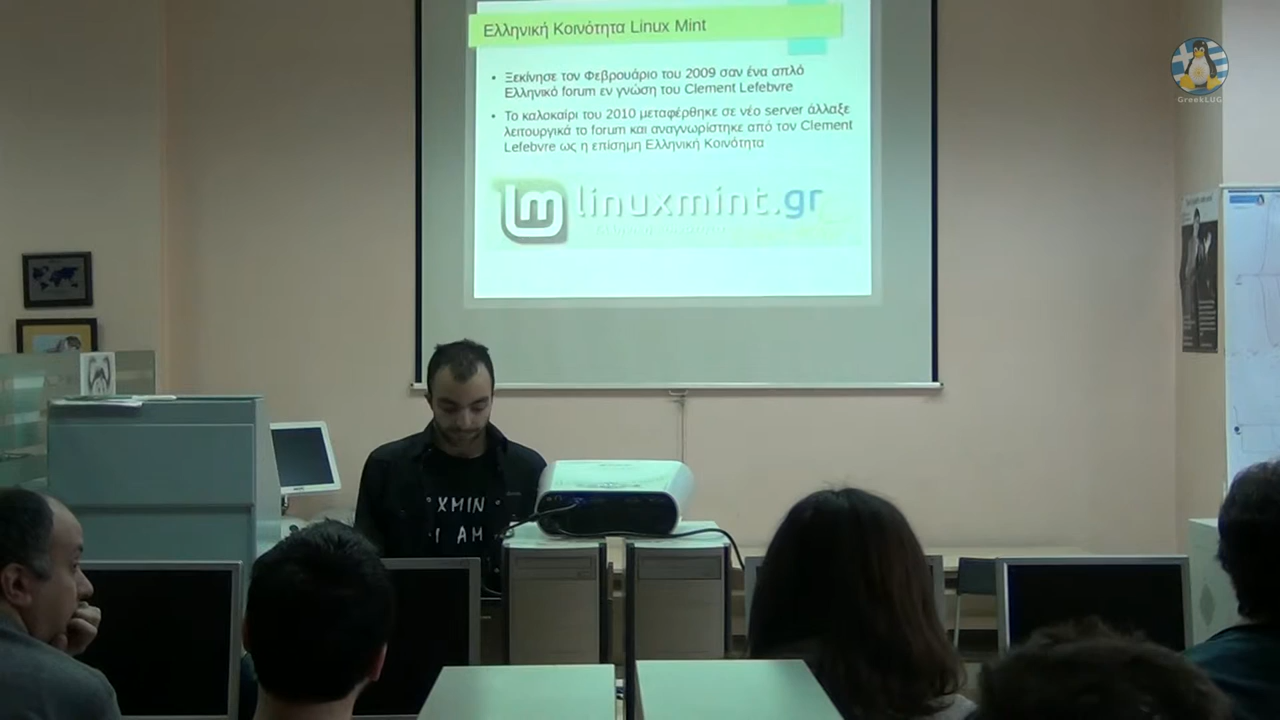 Ελληνική Κοινότητα Linux Mint
• Ξεκίνησε τον Φεβρουάριο του 2009 σαν ένα απλό
Ελληνικό forum εν γνώση του Clement Lefebvre
• Το καλοκαίρι του 2010 μεταφέρθηκε σε νέο server άλλαξε
λειτουργικά το forum και αναγνωρίστηκε από τον Clement
Lefebvre ως η επίσημη Ελληνική Κοινότητα
lm linuxmint.gr
GreekLUG
XMIN
I AM